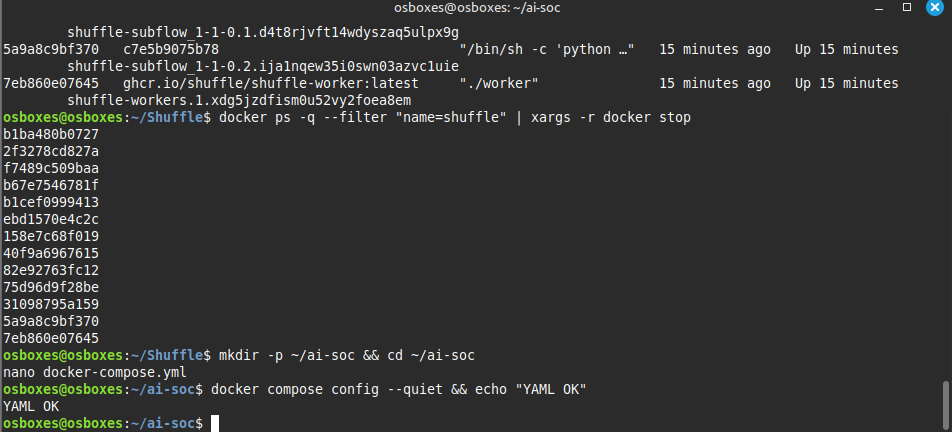 osboxes@osboxes: ~/ai-soc
shuffle-subflow_1-1-0.1.d4t8rjvft14wdyszaq5ulpx9g
5a9a8c9bf370 c7e5b9075b78 "/bin/sh -c 'python …" 15 minutes ago Up 15 minutes
shuffle-subflow_1-1-0.2.ija1nqew35i0swn03azvc1uie
7eb860e07645 ghcr.io/shuffle/shuffle-worker:latest "./worker" 15 minutes ago Up 15 minutes
shuffle-workers.1.xdg5jzdfism0u52vy2foea8em
osboxes@osboxes:~/Shuffle$ docker ps -q --filter "name=shuffle" | xargs -r docker stop
b1ba480b0727
2f3278cd827a
f7489c509baa
b67e7546781f
b1cef0999413
ebd1570e4c2c
158e7c68f019
40f9a6967615
82e92763fc12
75d96d9f28be
31098795a159
5a9a8c9bf370
7eb860e07645
osboxes@osboxes:~/Shuffle$ mkdir -p ~/ai-soc && cd ~/ai-soc
nano docker-compose.yml
osboxes@osboxes:~/ai-soc$ docker compose config --quiet && echo "YAML OK"
YAML OK
osboxes@osboxes:~/ai-soc$